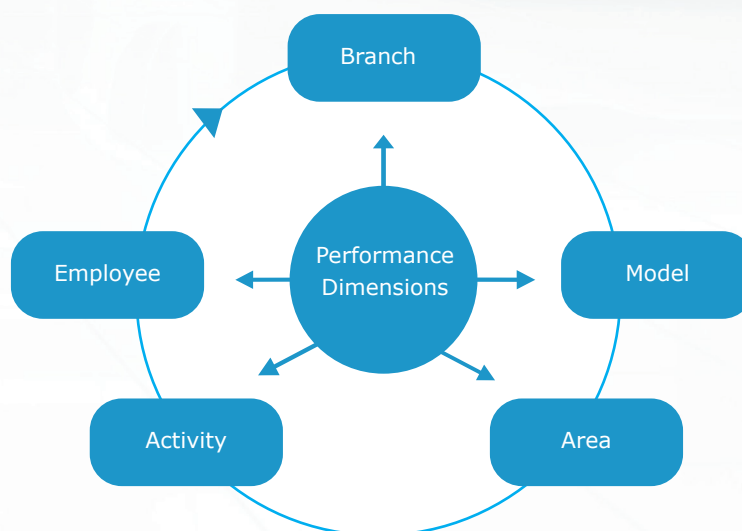 Branch
Performance
Dimensions
Employee
Model
Activity
Area